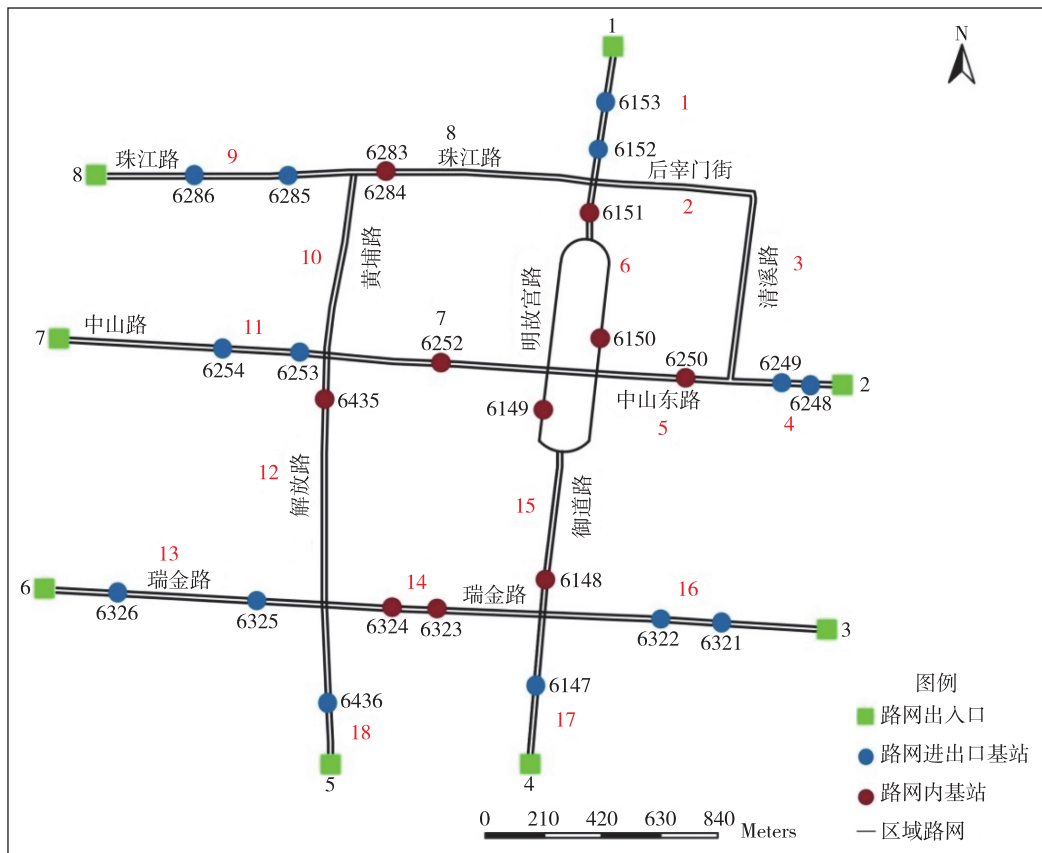 1
N
6153
1
6152
8
珠江路
9
6283
珠江路
8
6286
6285
6284
后宰门街
2
6151
10
黄埔路
6
3
清溪路
明故宫路
中山路
11
7
7
6252
6150
6254
6253
6250
6249
2
6248
中山东路
5
4
6435
6149
12
解放路
15
御道路
13
瑞金路
14
6148
16
6
瑞金路
6326
6325
6324
6323
6322
6321
3
6436
6147
18
17
5
4
图例
路网出入口
路网进出口基站
路网内基站
区域路网
0
210
420
630
840
Meters